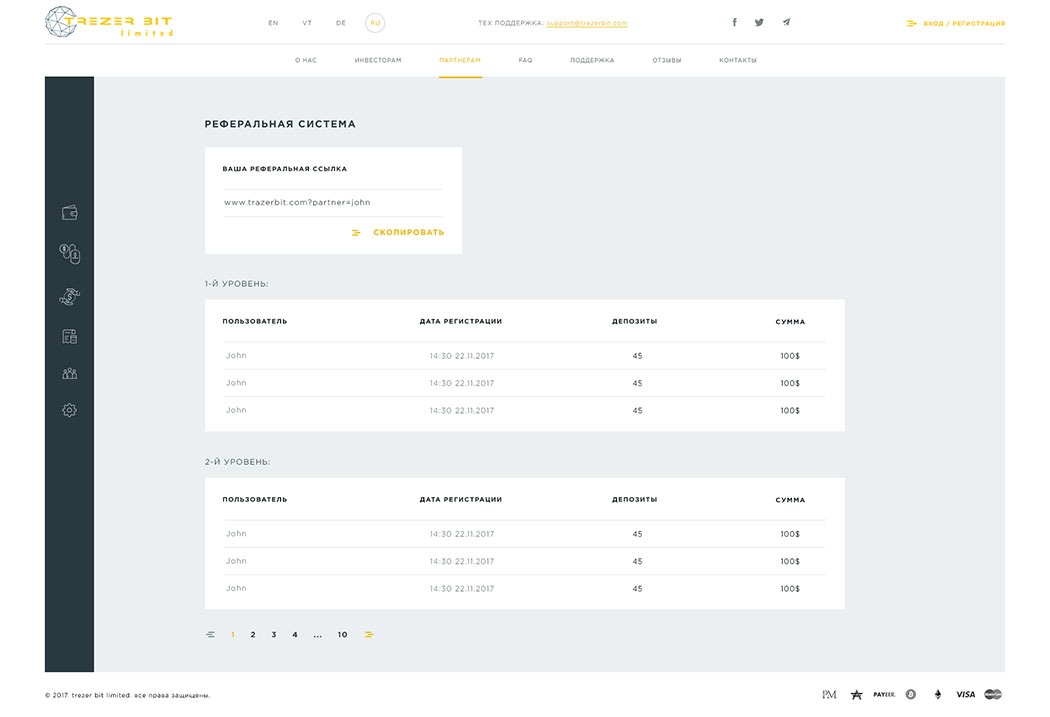 TREZER BIT
limited
EN VT DE RU
ТЕХ ПОДДЕРЖКА: support@trezerbit.com
ВХОД / РЕГИСТРАЦИЯ
О НАС ИНВЕСТОРАМ ПАРТНЕРАМ FAQ ПОДДЕРЖКА ОТЗЫВЫ КОНТАКТЫ
РЕФЕРАЛЬНАЯ СИСТЕМА
ВАША РЕФЕРАЛЬНАЯ ССЫЛКА
www.trazerbit.com?partner=john
СКОПИРОВАТЬ
1-Й УРОВЕНЬ:
ПОЛЬЗОВАТЕЛЬ ДАТА РЕГИСТРАЦИИ ДЕПОЗИТЫ СУММА
John 14:30 22.11.2017 45 100$
John 14:30 22.11.2017 45 100$
John 14:30 22.11.2017 45 100$
2-Й УРОВЕНЬ:
ПОЛЬЗОВАТЕЛЬ ДАТА РЕГИСТРАЦИИ ДЕПОЗИТЫ СУММА
John 14:30 22.11.2017 45 100$
John 14:30 22.11.2017 45 100$
John 14:30 22.11.2017 45 100$
1 2 3 4 ... 10
© 2017. trezer bit limited. все права защищены.
PM PAYEER. VISA MasterCard